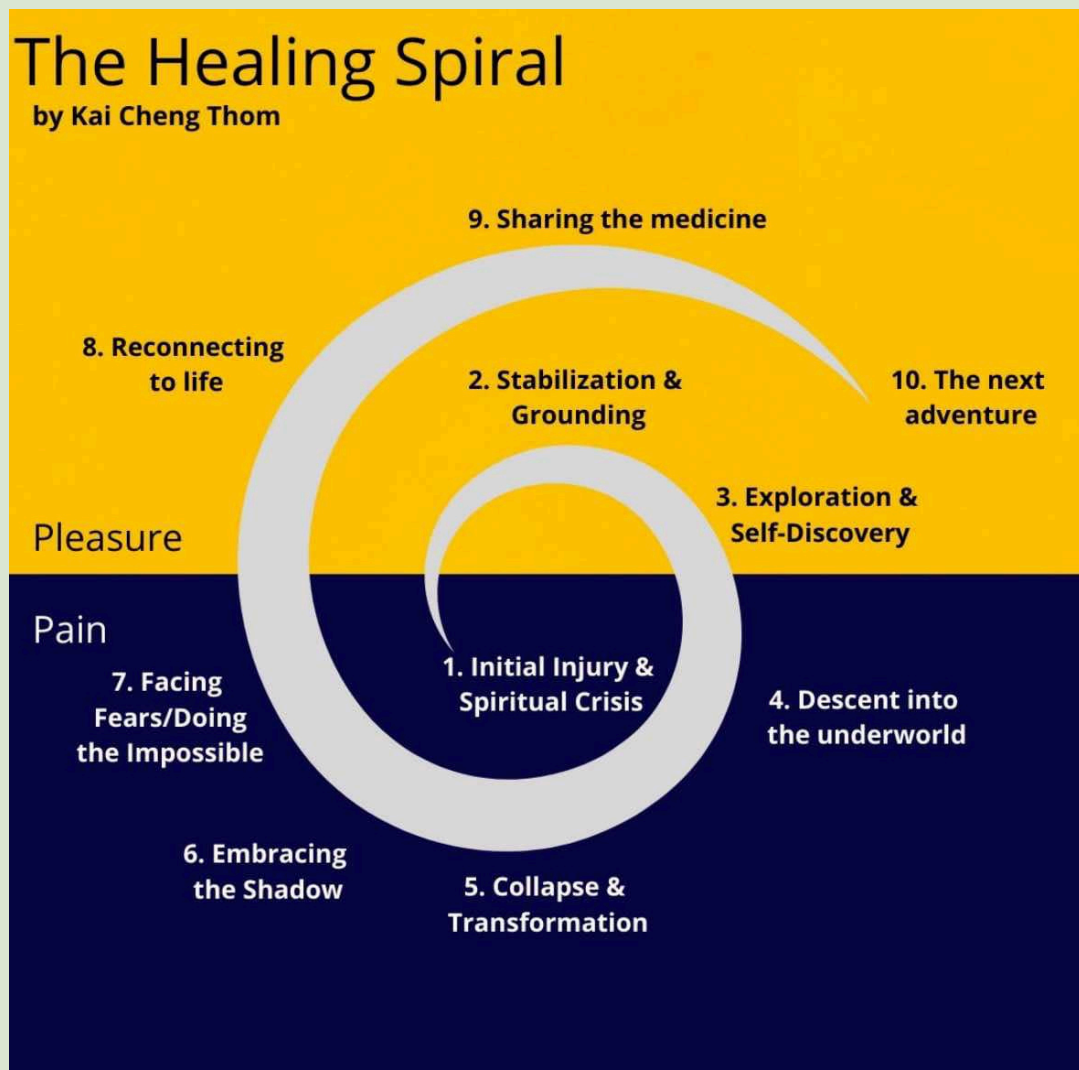 The Healing Spiral
by Kai Cheng Thom
9. Sharing the medicine
8. Reconnecting
to life
2. Stabilization &
Grounding
10. The next
adventure
3. Exploration &
Self-Discovery
Pleasure
Pain
1. Initial Injury &
Spiritual Crisis
7. Facing
Fears/Doing
the Impossible
4. Descent into
the underworld
6. Embracing
the Shadow
5. Collapse &
Transformation